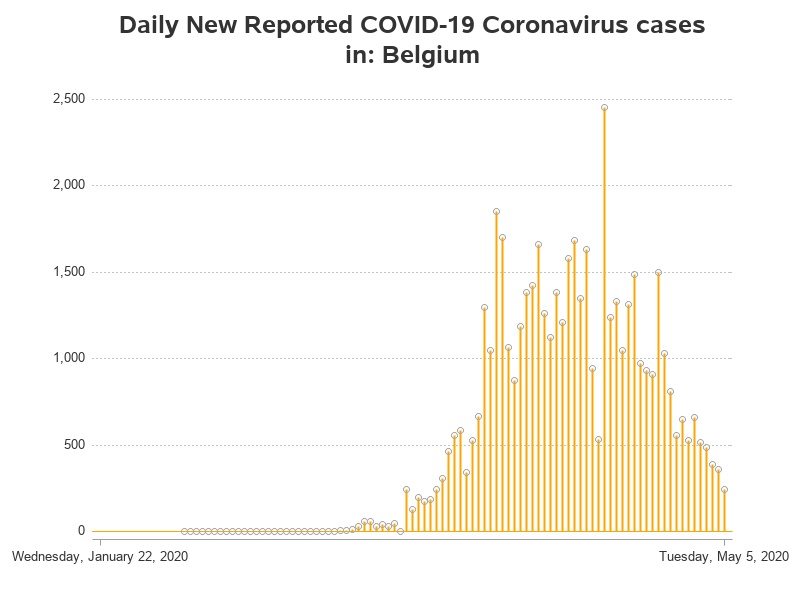 Daily New Reported COVID-19 Coronavirus cases
in: Belgium
2,500
2,000
1,500
1,000
500
0
Wednesday, January 22, 2020
Tuesday, May 5, 2020